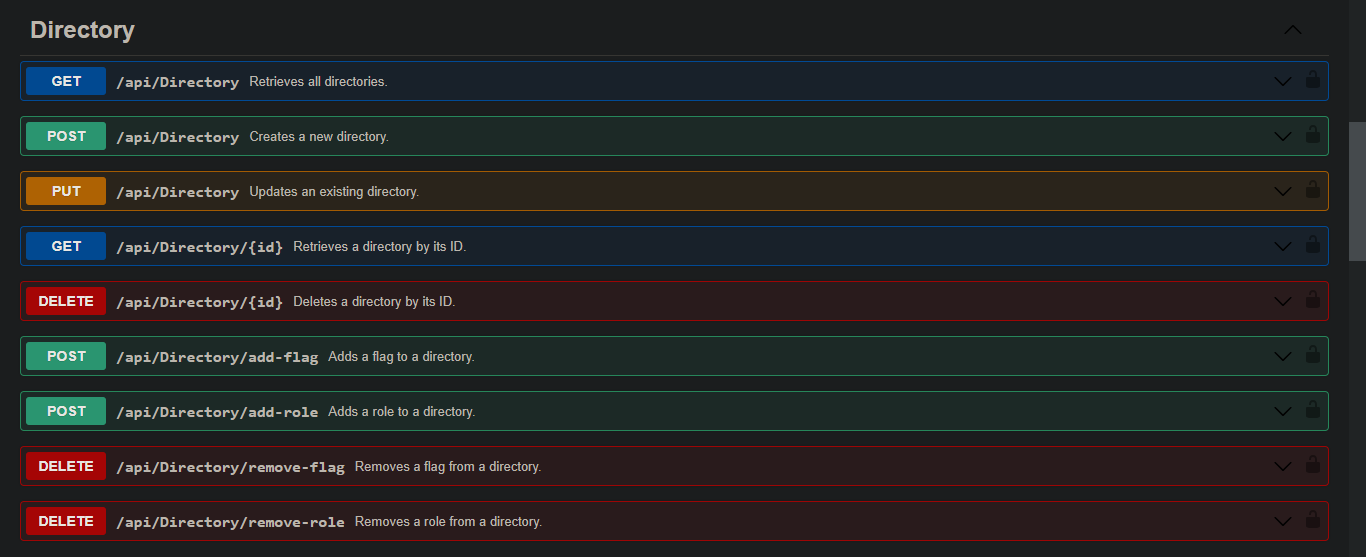 Directory
GET /api/Directory Retrieves all directories.
POST /api/Directory Creates a new directory.
PUT /api/Directory Updates an existing directory.
GET /api/Directory/{id} Retrieves a directory by its ID.
DELETE /api/Directory/{id} Deletes a directory by its ID.
POST /api/Directory/add-flag Adds a flag to a directory.
POST /api/Directory/add-role Adds a role to a directory.
DELETE /api/Directory/remove-flag Removes a flag from a directory.
DELETE /api/Directory/remove-role Removes a role from a directory.